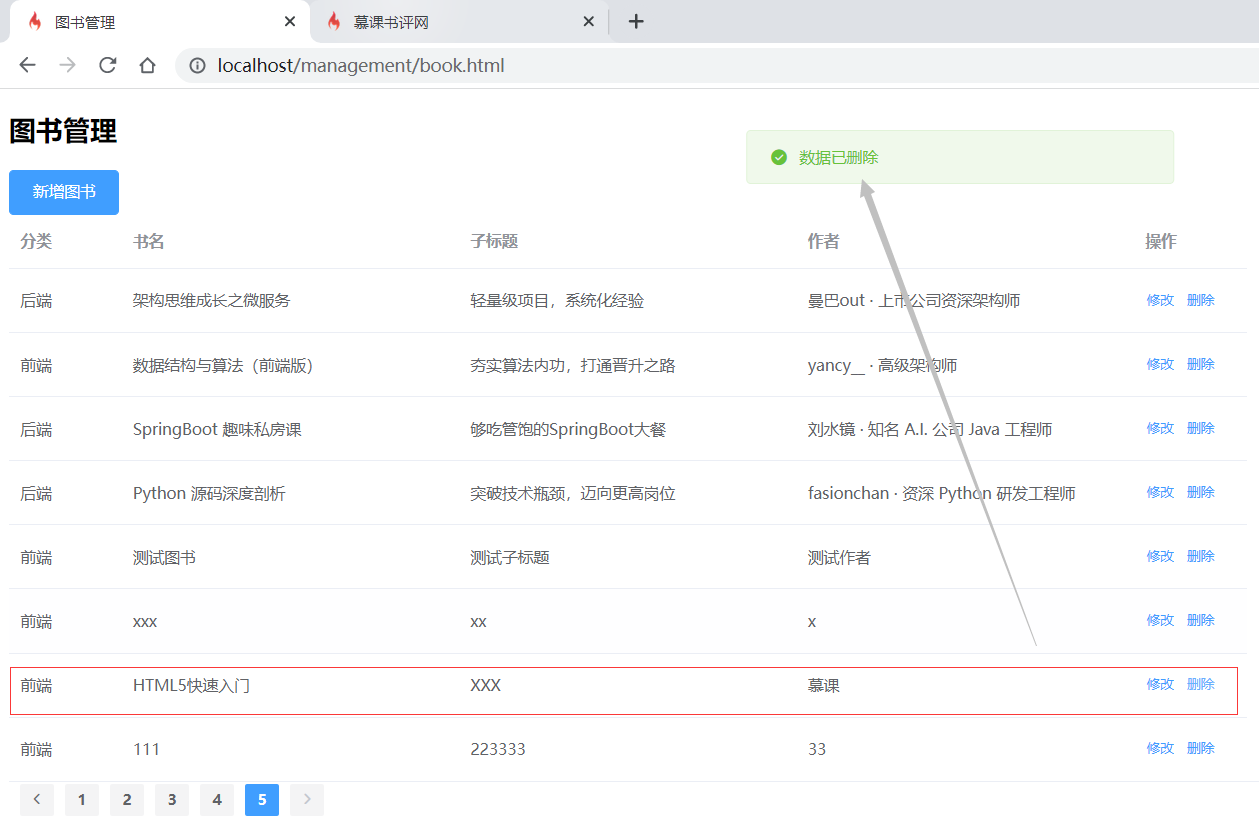 图书管理 慕课书评网
localhost/management/book.html
图书管理
数据已删除
新增图书
分类 书名 子标题 作者 操作
后端 架构思维成长之微服务 轻量级项目，系统化经验 曼巴out · 上市公司资深架构师 修改 删除
前端 数据结构与算法（前端版） 夯实算法内功，打通晋升之路 yancy__ · 高级架构师 修改 删除
后端 SpringBoot 趣味私房课 够吃管饱的SpringBoot大餐 刘水镜 · 知名 A.I. 公司 Java 工程师 修改 删除
后端 Python 源码深度剖析 突破技术瓶颈，迈向更高岗位 fasionchan · 资深 Python 研发工程师 修改 删除
前端 测试图书 测试子标题 测试作者 修改 删除
前端 xxx xx x 修改 删除
前端 HTML5快速入门 XXX 慕课 修改 删除
前端 111 223333 33 修改 删除
1 2 3 4 5